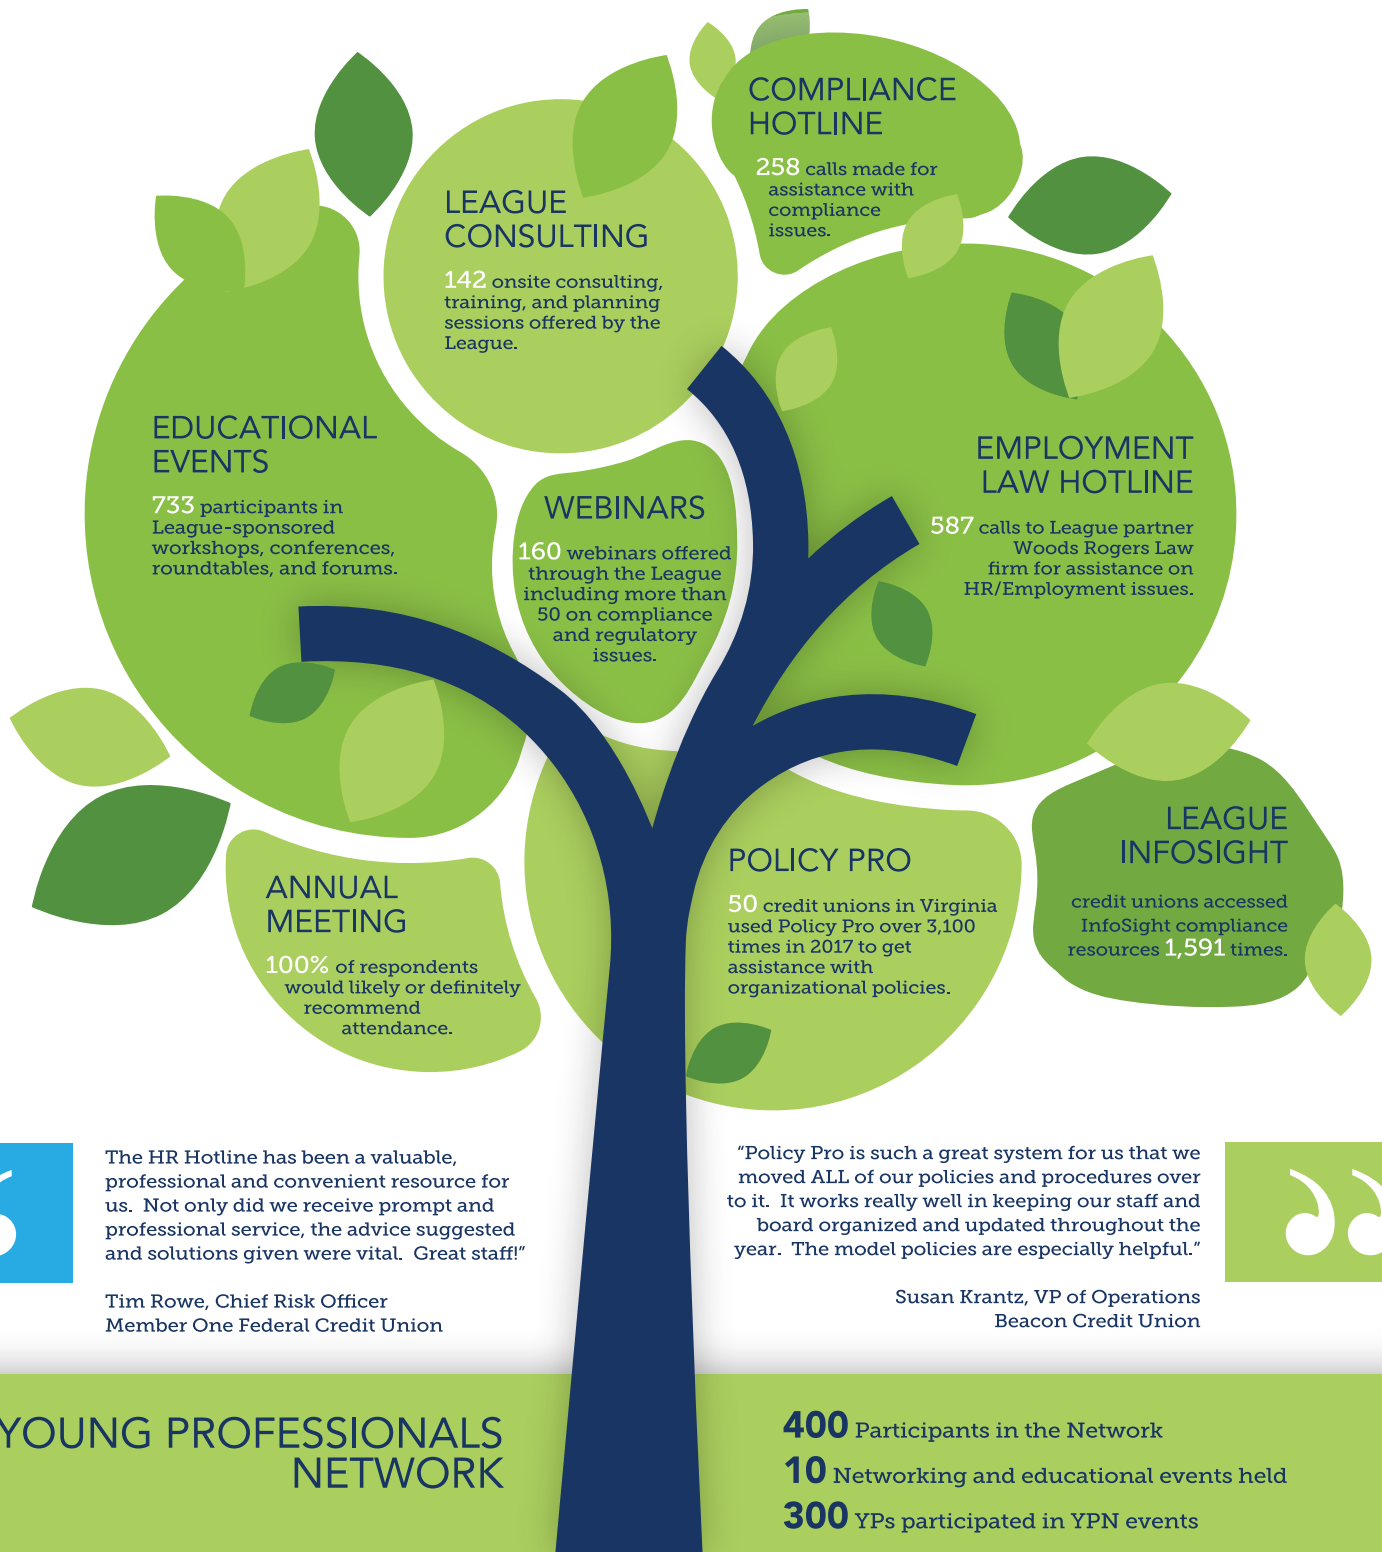 COMPLIANCE
HOTLINE
258 calls made for
assistance with
compliance
issues.
LEAGUE
CONSULTING
142 onsite consulting,
training, and planning
sessions offered by the
League.
EDUCATIONAL
EVENTS
733 participants in
League-sponsored
workshops, conferences,
roundtables, and forums.
WEBINARS
160 webinars offered
through the League
including more than
50 on compliance
and regulatory
issues.
EMPLOYMENT
LAW HOTLINE
587 calls to League partner
Woods Rogers Law
firm for assistance on
HR/Employment issues.
ANNUAL
MEETING
100% of respondents
would likely or definitely
recommend
attendance.
POLICY PRO
50 credit unions in Virginia
used Policy Pro over 3,100
times in 2017 to get
assistance with
organizational policies.
LEAGUE
INFOSIGHT
credit unions accessed
InfoSight compliance
resources 1,591 times.
The HR Hotline has been a valuable,
professional and convenient resource for
us. Not only did we receive prompt and
professional service, the advice suggested
and solutions given were vital. Great staff!”
Tim Rowe, Chief Risk Officer
Member One Federal Credit Union
“Policy Pro is such a great system for us that we
moved ALL of our policies and procedures over
to it. It works really well in keeping our staff and
board organized and updated throughout the
year. The model policies are especially helpful.”
Susan Krantz, VP of Operations
Beacon Credit Union
YOUNG PROFESSIONALS
NETWORK
400 Participants in the Network
10 Networking and educational events held
300 YPs participated in YPN events